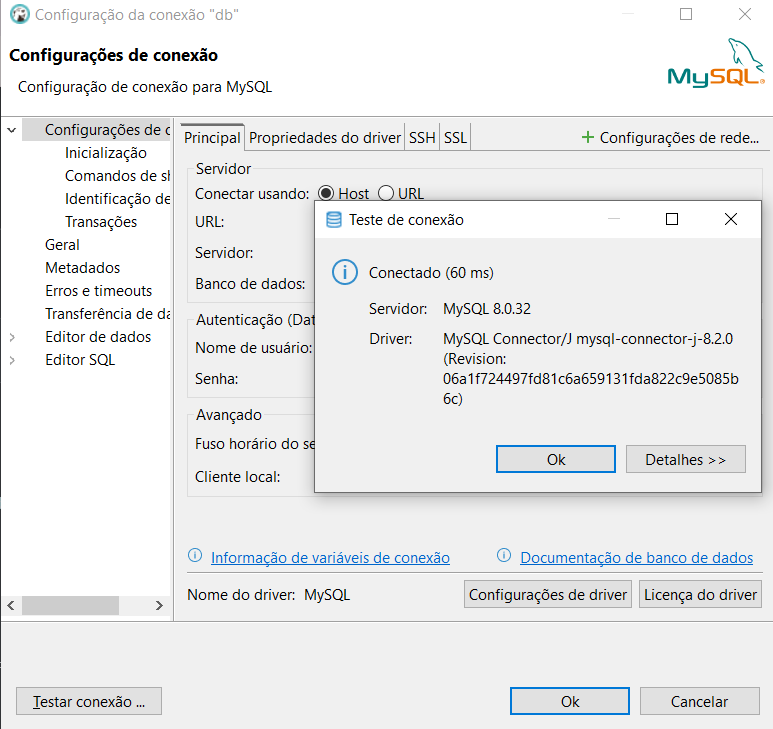 Configuração da conexão "db"
Configurações de conexão
Configuração de conexão para MySQL
MySQL
Configurações de c
Inicialização
Comandos de sh
Identificação de
Transações
Geral
Metadados
Erros e timeouts
Transferência de da
Editor de dados
Editor SQL
Principal Propriedades do driver SSH SSL + Configurações de rede...
Servidor
Conectar usando: Host URL
URL:
Servidor:
Banco de dados:
Autenticação (Dat
Nome de usuário:
Senha:
Avançado
Fuso horário do se
Cliente local:
Teste de conexão
Conectado (60 ms)
Servidor: MySQL 8.0.32
Driver: MySQL Connector/J mysql-connector-j-8.2.0
(Revision:
06a1f724497fd81c6a659131fda822c9e5085b
6c)
Ok Detalhes >>
Informação de variáveis de conexão Documentação de banco de dados
Nome do driver: MySQL Configurações de driver Licença do driver
Testar conexão ... Ok Cancelar